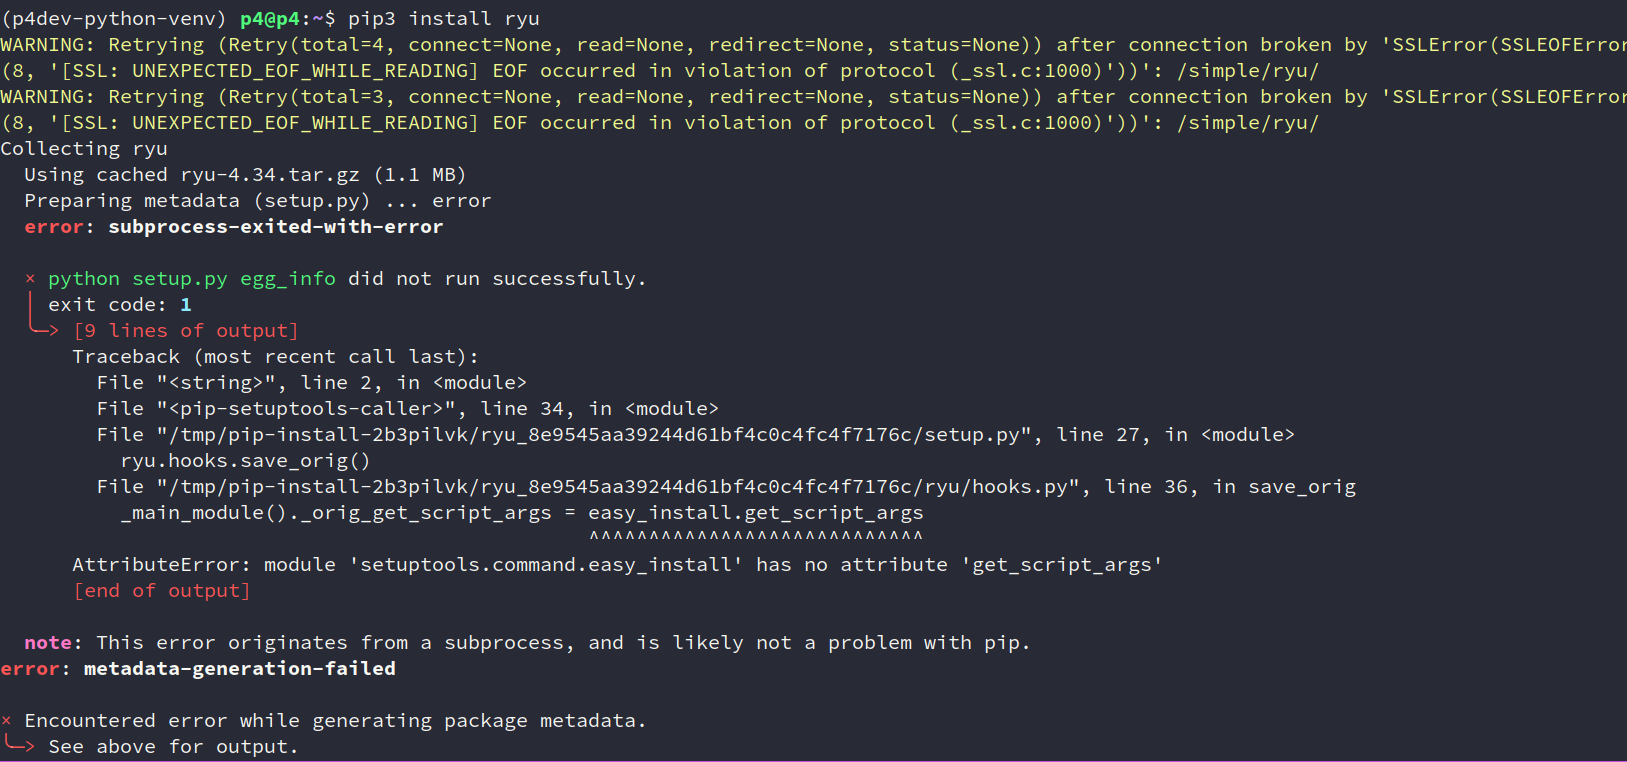 (p4dev-python-venv) p4@p4:~$ pip3 install ryu
WARNING: Retrying (Retry(total=4, connect=None, read=None, redirect=None, status=None)) after connection broken by 'SSLError(SSLEOFError
(8, '[SSL: UNEXPECTED_EOF_WHILE_READING] EOF occurred in violation of protocol (_ssl.c:1000)'))': /simple/ryu/
WARNING: Retrying (Retry(total=3, connect=None, read=None, redirect=None, status=None)) after connection broken by 'SSLError(SSLEOFError
(8, '[SSL: UNEXPECTED_EOF_WHILE_READING] EOF occurred in violation of protocol (_ssl.c:1000)'))': /simple/ryu/
Collecting ryu
  Using cached ryu-4.34.tar.gz (1.1 MB)
  Preparing metadata (setup.py) ... error
  error: subprocess-exited-with-error

  × python setup.py egg_info did not run successfully.
  │ exit code: 1
  ╰─> [9 lines of output]
      Traceback (most recent call last):
        File "<string>", line 2, in <module>
        File "<pip-setuptools-caller>", line 34, in <module>
        File "/tmp/pip-install-2b3pilvk/ryu_8e9545aa39244d61bf4c0c4fc4f7176c/setup.py", line 27, in <module>
          ryu.hooks.save_orig()
        File "/tmp/pip-install-2b3pilvk/ryu_8e9545aa39244d61bf4c0c4fc4f7176c/ryu/hooks.py", line 36, in save_orig
          _main_module()._orig_get_script_args = easy_install.get_script_args
                                                 ^^^^^^^^^^^^^^^^^^^^^^^^^^^^
      AttributeError: module 'setuptools.command.easy_install' has no attribute 'get_script_args'
      [end of output]

  note: This error originates from a subprocess, and is likely not a problem with pip.
error: metadata-generation-failed

× Encountered error while generating package metadata.
╰─> See above for output.